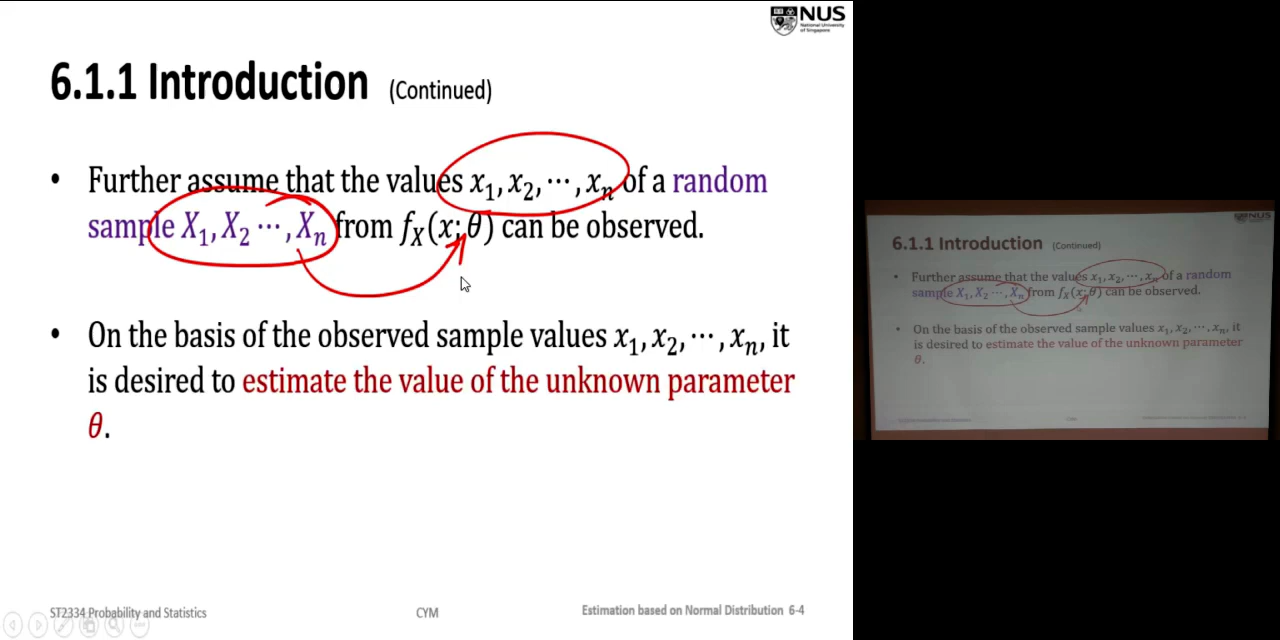 NUS
National University
of Singapore
6.1.1 Introduction (Continued)
• Further assume that the values x₁, x₂, ⋯, xₙ of a random
sample X₁, X₂ ⋯, Xₙ from f_X(x; θ) can be observed.
• On the basis of the observed sample values x₁, x₂, ⋯, xₙ, it
is desired to estimate the value of the unknown parameter
θ.
ST2334 Probability and Statistics
CYM
Estimation based on Normal Distribution 6-4
NUS
6.1.1 Introduction (Continued)
• Further assume that the values x₁, x₂, ⋯, xₙ of a random
sample X₁, X₂ ⋯, Xₙ from f_X(x; θ) can be observed.
• On the basis of the observed sample values x₁, x₂, ⋯, xₙ, it
is desired to estimate the value of the unknown parameter
θ.